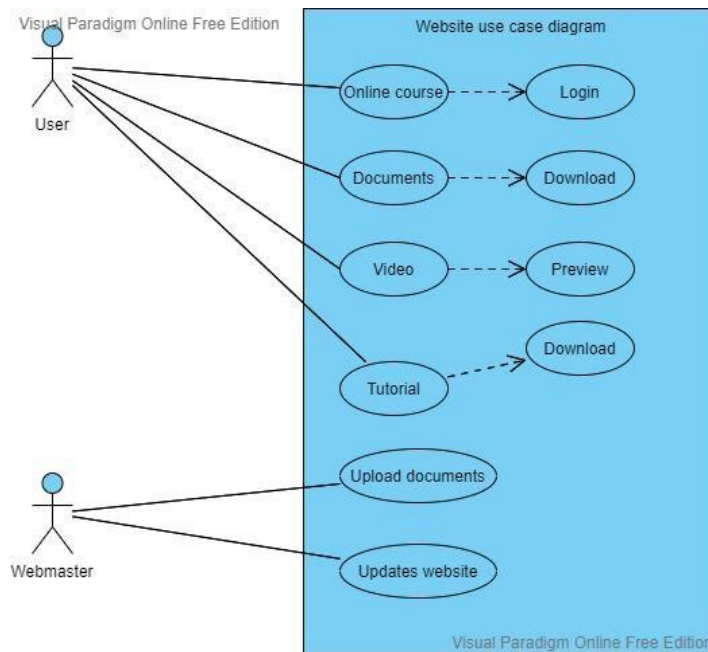 Visual Paradigm Online Free Edition
Website use case diagram
Online course
Login
User
Documents
Download
Video
Preview
Download
Tutorial
Upload documents
Webmaster
Updates website
Visual Paradigm Online Free Edition